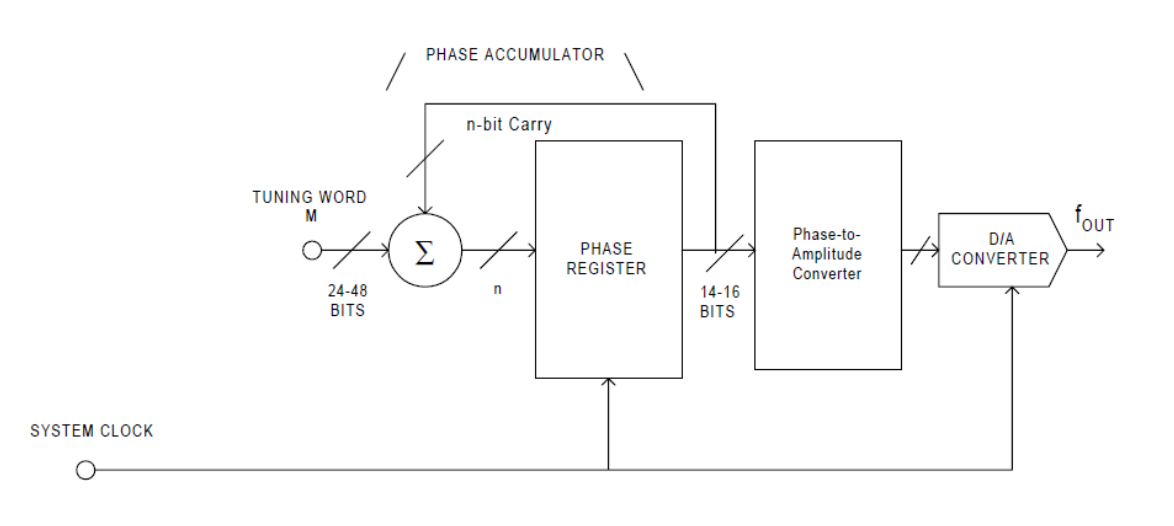 PHASE ACCUMULATOR
n-bit Carry
TUNING WORD
M
Σ
24-48
BITS
n
PHASE
REGISTER
14-16
BITS
Phase-to-
Amplitude
Converter
D/A
CONVERTER
fOUT
SYSTEM CLOCK